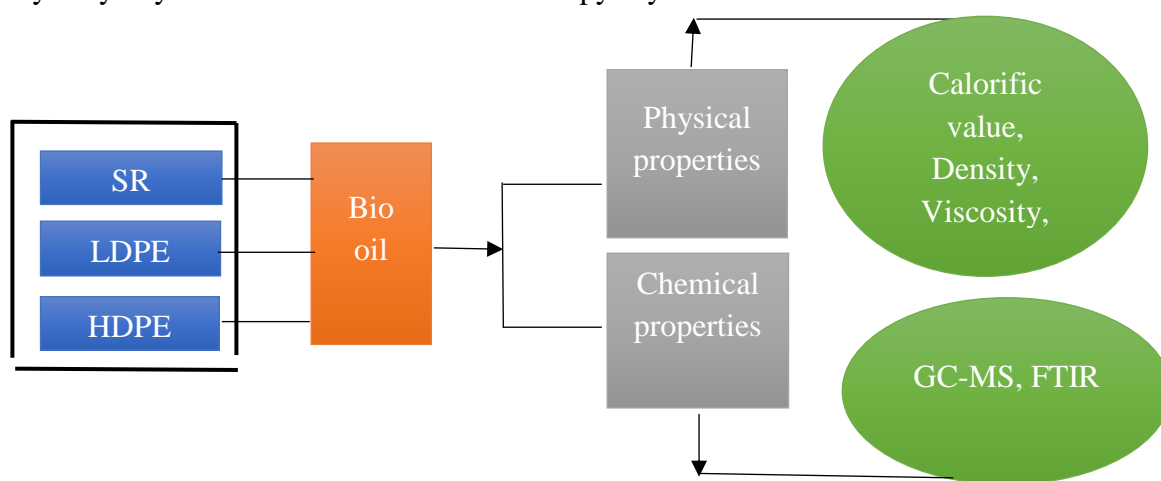 SR
LDPE
HDPE
Bio
oil
Physical
properties
Chemical
properties
Calorific
value,
Density,
Viscosity,
GC-MS, FTIR